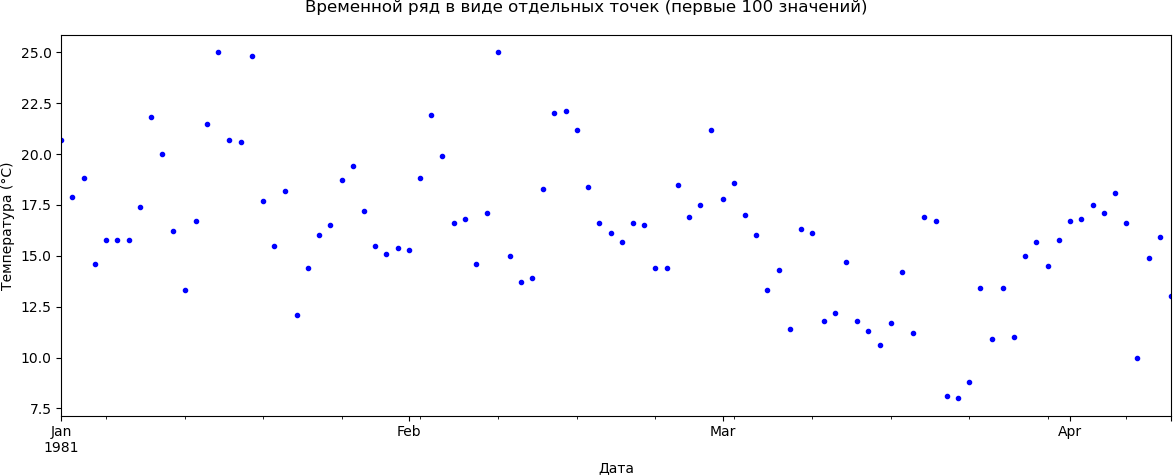 Временной ряд в виде отдельных точек (первые 100 значений)
Температура (°C)
25.0
22.5
20.0
17.5
15.0
12.5
10.0
7.5
Jan Feb Mar Apr
1981
Дата